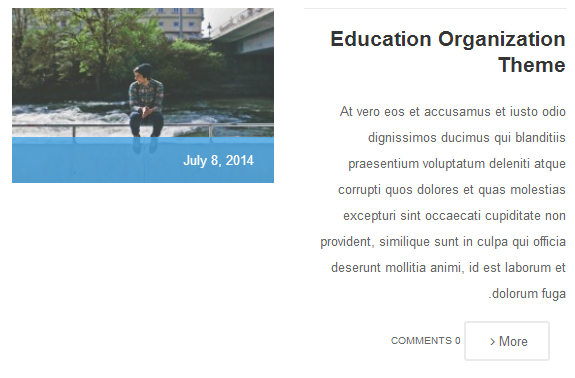 July 8, 2014
Education Organization
Theme
At vero eos et accusamus et iusto odio
dignissimos ducimus qui blanditiis
praesentium voluptatum deleniti atque
corrupti quos dolores et quas molestias
excepturi sint occaecati cupiditate non
provident, similique sunt in culpa qui officia
deserunt mollitia animi, id est laborum et
.dolorum fuga
COMMENTS 0
› More